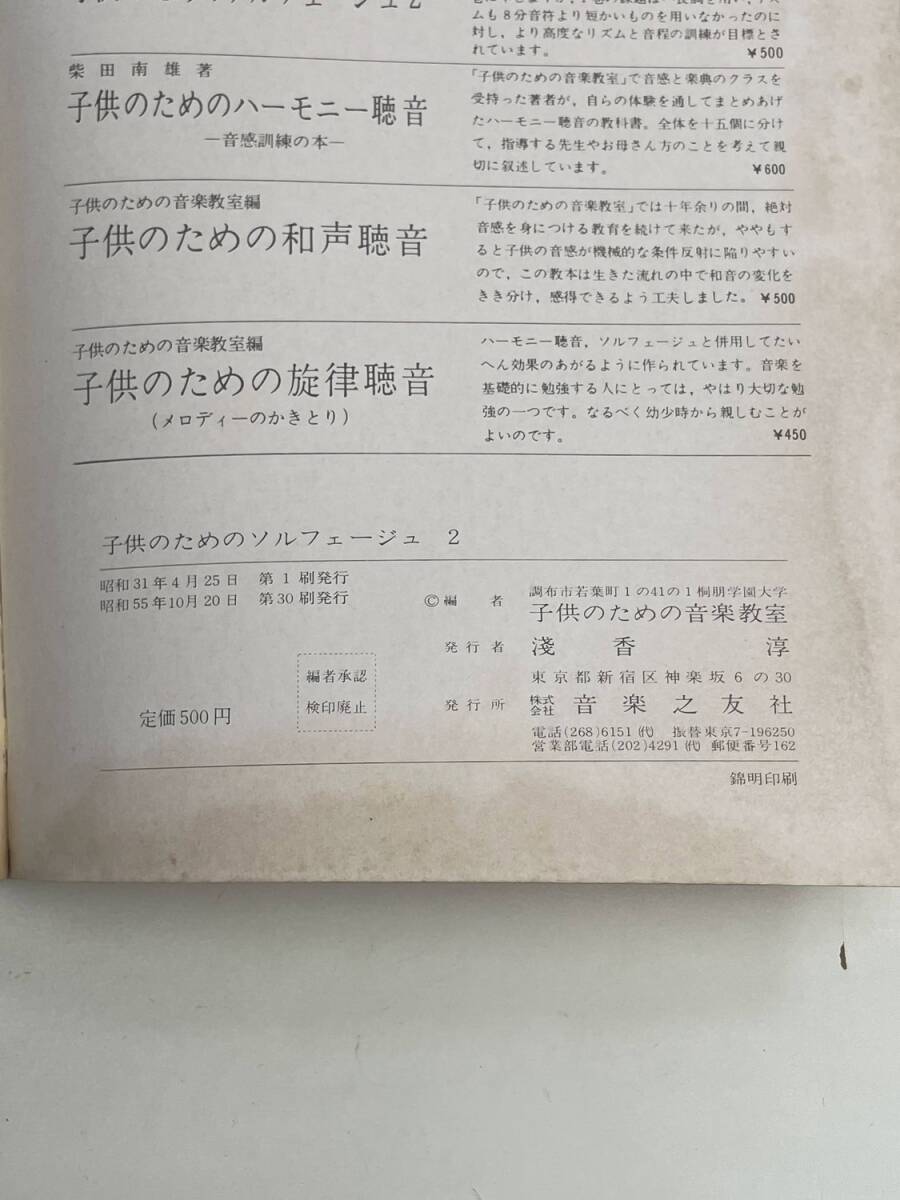 ムも8分音符より短かいものを用いなかったのに
対し，より高度なリズムと音程の訓練が目標とさ
れています。 ￥500
柴田南雄著
子供のためのハーモニー聴音
―音感訓練の本―
「子供のための音楽教室」で音感と楽典のクラスを
受持った著者が，自らの体験を通してまとめあげ
たハーモニー聴音の教科書。全体を十五個に分け
て，指導する先生やお母さん方のことを考えて親
切に叙述しています。 ￥600
子供のための音楽教室編
子供のための和声聴音
「子供のための音楽教室」では十年余りの間，絶対
音感を身につける教育を続けて来たが，ややもす
ると子供の音感が機械的な条件反射に陥りやすい
ので，この教本は生きた流れの中で和音の変化を
きき分け，感得できるよう工夫しました。 ￥500
子供のための音楽教室編
子供のための旋律聴音
(メロディーのかきとり)
ハーモニー聴音，ソルフェージュと併用してたい
へん効果のあがるように作られています。音楽を
基礎的に勉強する人にとっては，やはり大切な勉
強の一つです。なるべく幼少時から親しむことが
よいのです。 ￥450
子供のためのソルフェージュ 2
昭和31年4月25日 第1刷発行
昭和55年10月20日 第30刷発行
定価500円
編者承認
検印廃止
調布市若葉町1の41の1桐朋学園大学
©編者 子供のための音楽教室
発行者 淺香淳
東京都新宿区神楽坂6の30
発行所 株式会社 音楽之友社
電話(268)6151(代) 振替東京7-196250
営業部電話(202)4291(代) 郵便番号162
錦明印刷